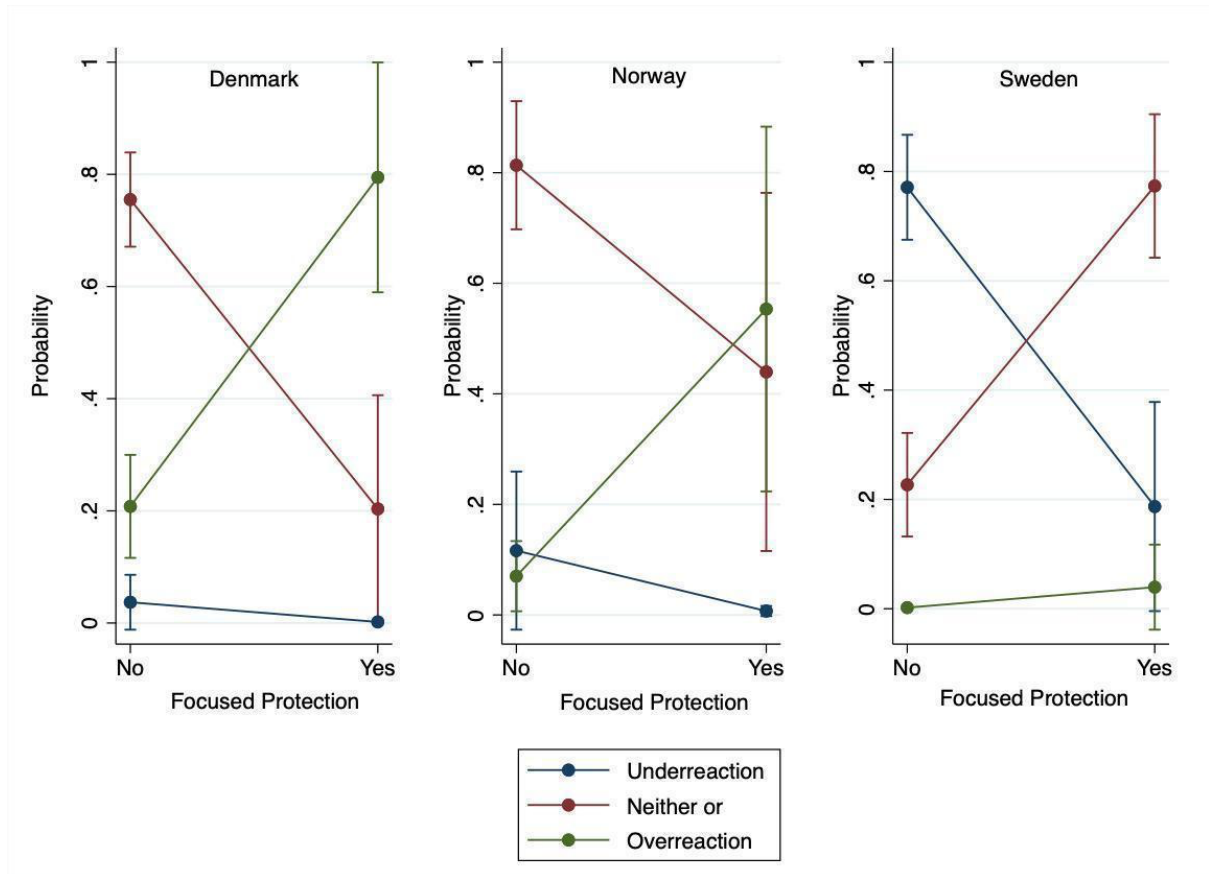 Denmark
Probability
1
.8
.6
.4
.2
0
No
Yes
Focused Protection
Norway
Probability
1
.8
.6
.4
.2
0
No
Yes
Focused Protection
Sweden
Probability
1
.8
.6
.4
.2
0
No
Yes
Focused Protection
Underreaction
Neither or
Overreaction